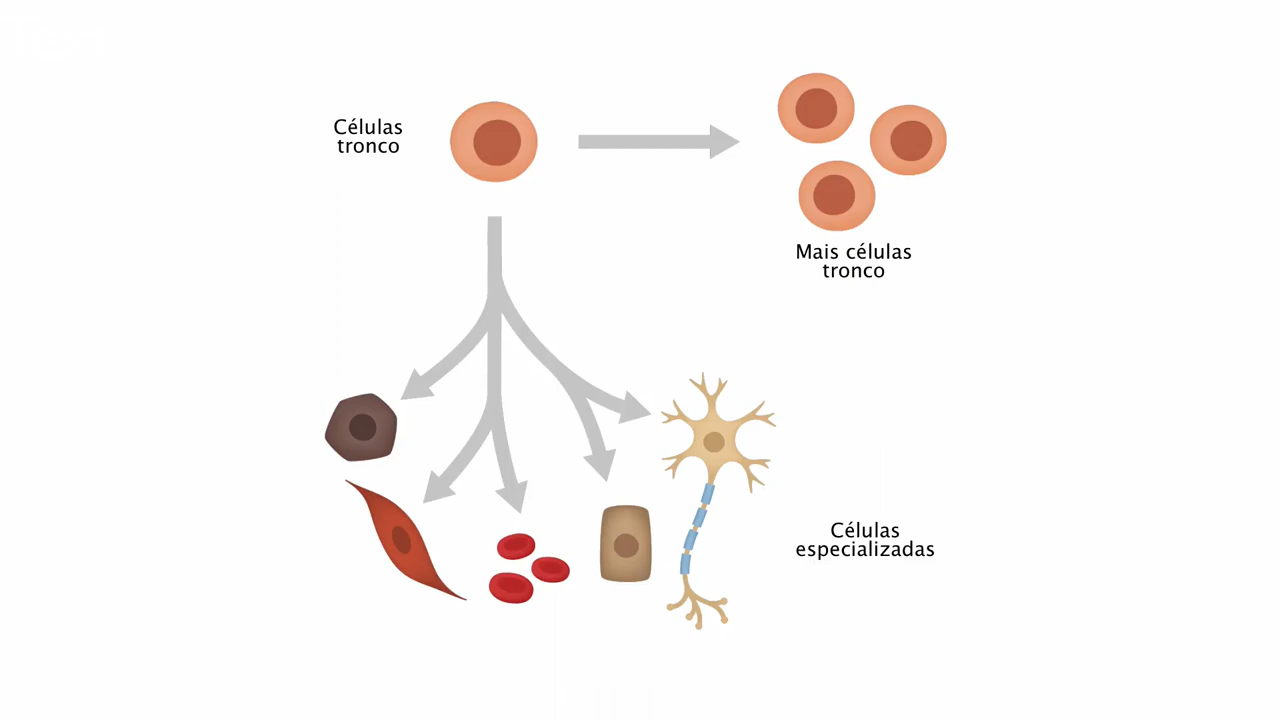 Células
tronco
Mais células
tronco
Células
especializadas